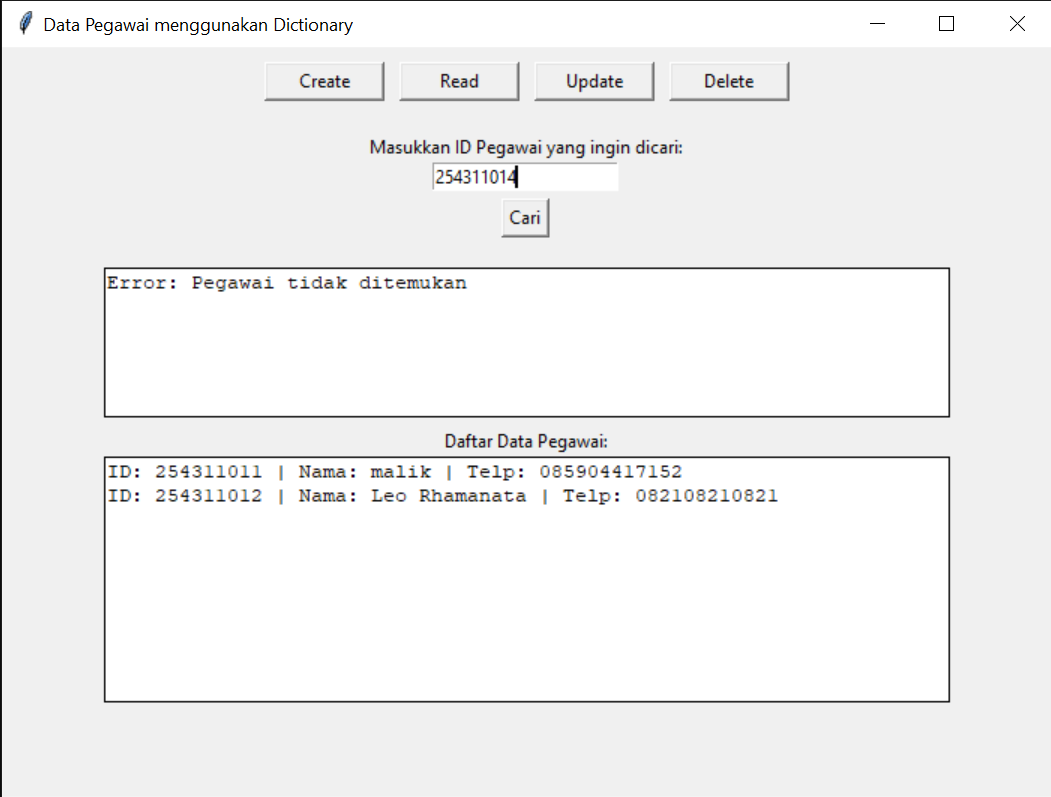 Data Pegawai menggunakan Dictionary
Create Read Update Delete
Masukkan ID Pegawai yang ingin dicari:
254311014
Cari
Error: Pegawai tidak ditemukan
Daftar Data Pegawai:
ID: 254311011 | Nama: malik | Telp: 085904417152
ID: 254311012 | Nama: Leo Rhamanata | Telp: 082108210821